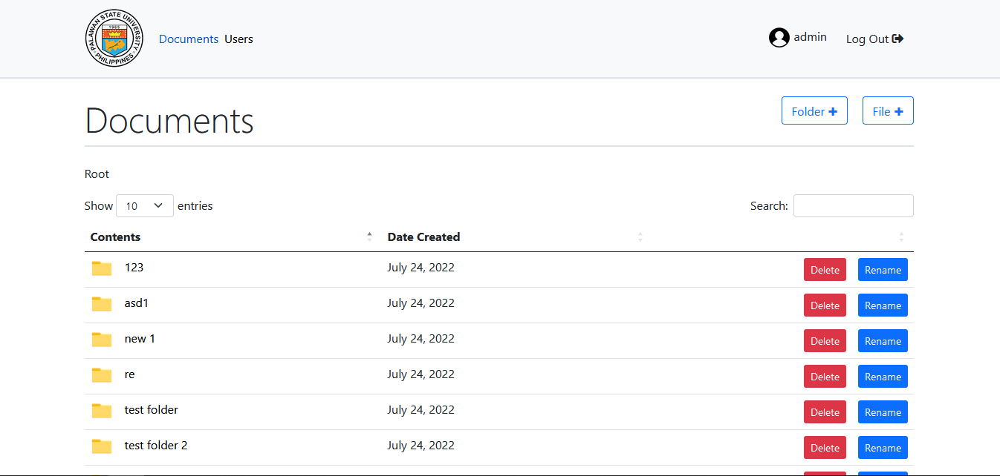 PALAWAN STATE UNIVERSITY
1965
PHILIPPINES
Documents Users admin Log Out
Documents Folder + File +
Root
Show 10 entries Search:
Contents Date Created
123 July 24, 2022 Delete Rename
asd1 July 24, 2022 Delete Rename
new 1 July 24, 2022 Delete Rename
re July 24, 2022 Delete Rename
test folder July 24, 2022 Delete Rename
test folder 2 July 24, 2022 Delete Rename